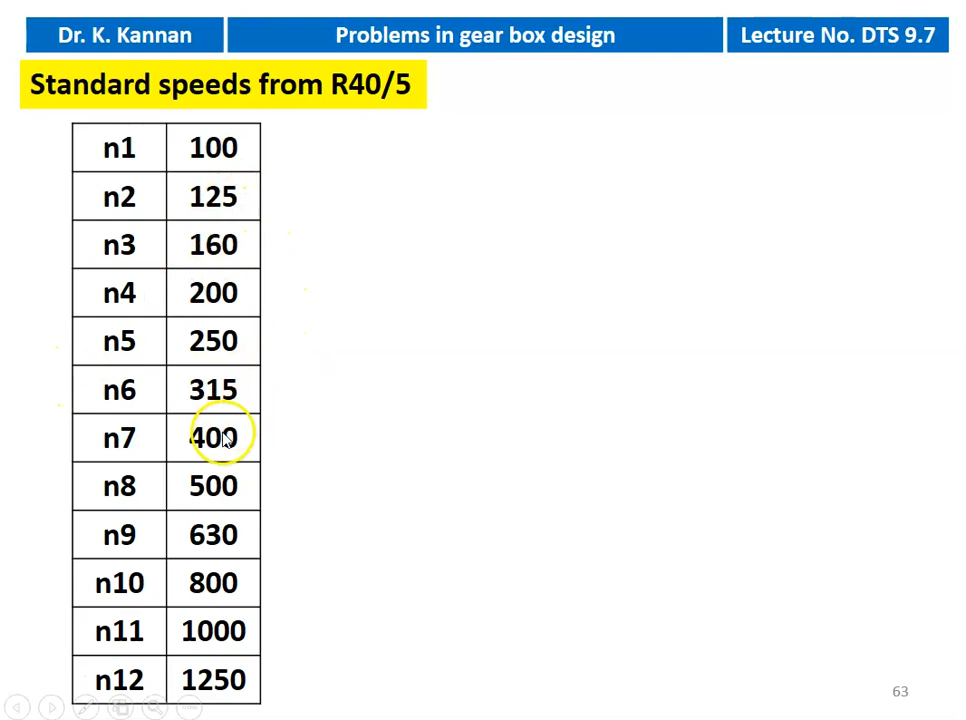 Dr. K. Kannan
Problems in gear box design
Lecture No. DTS 9.7
Standard speeds from R40/5
n1 100
n2 125
n3 160
n4 200
n5 250
n6 315
n7 400
n8 500
n9 630
n10 800
n11 1000
n12 1250
63